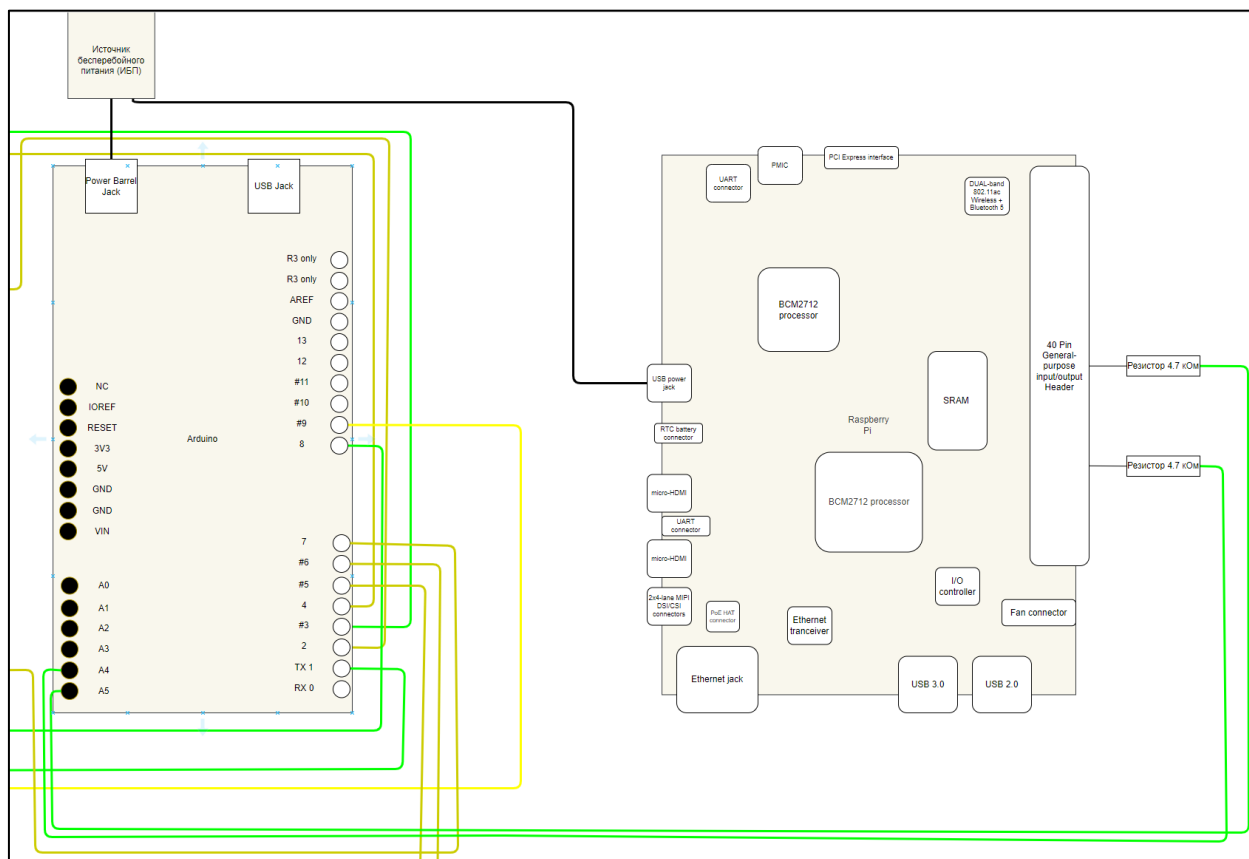 Источник
бесперебойного
питания (ИБП)
Power Barrel
Jack
USB Jack
R3 only
R3 only
AREF
GND
13
12
#11
#10
#9
8
NC
IOREF
RESET
3V3
5V
GND
GND
VIN
Arduino
7
#6
#5
4
#3
2
TX 1
RX 0
A0
A1
A2
A3
A4
A5
UART
connector
PMIC
PCI Express interface
DUAL-band
802.11ac
Wireless +
Bluetooth 5
BCM2712
processor
40 Pin
General-
purpose
input/output
Header
Резистор 4.7 кОм
USB power
jack
SRAM
RTC battery
connector
Raspberry
Pi
Резистор 4.7 кОм
micro-HDMI
BCM2712 processor
UART
connector
micro-HDMI
I/O
controller
2x4-lane MIPI
DSI/CSI
connectors
PoE HAT
connector
Ethernet
tranceiver
Fan connector
Ethernet jack
USB 3.0
USB 2.0